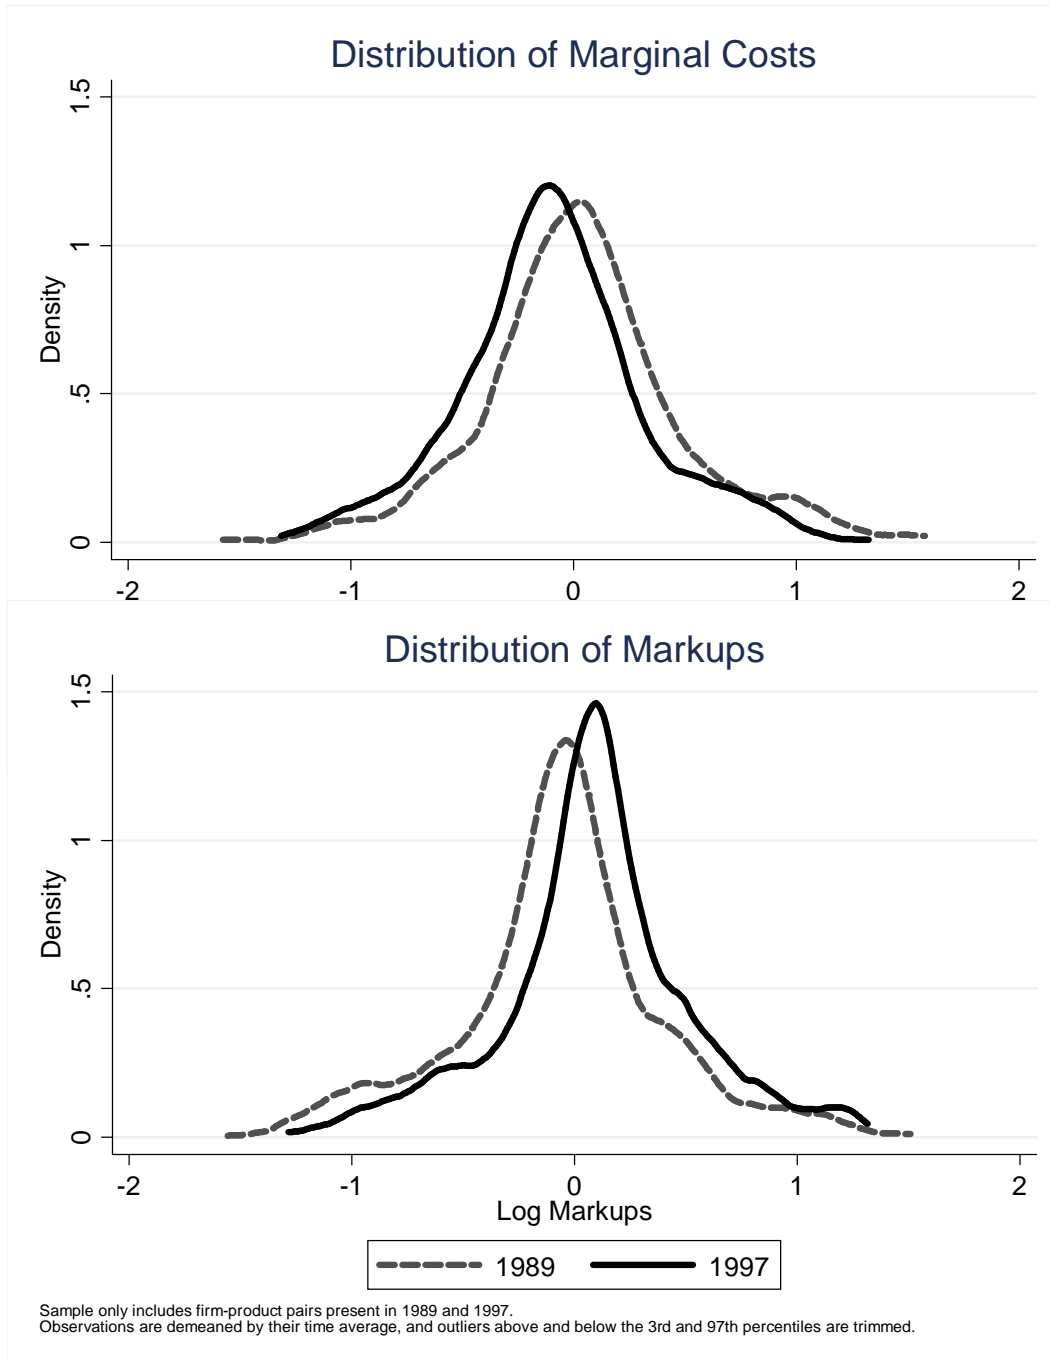 Distribution of Marginal Costs
1.5
1
.5
0
Density
-2 -1 0 1 2
Distribution of Markups
1.5
1
.5
0
Density
-2 -1 0 1 2
Log Markups
1989 1997
Sample only includes firm-product pairs present in 1989 and 1997.
Observations are demeaned by their time average, and outliers above and below the 3rd and 97th percentiles are trimmed.